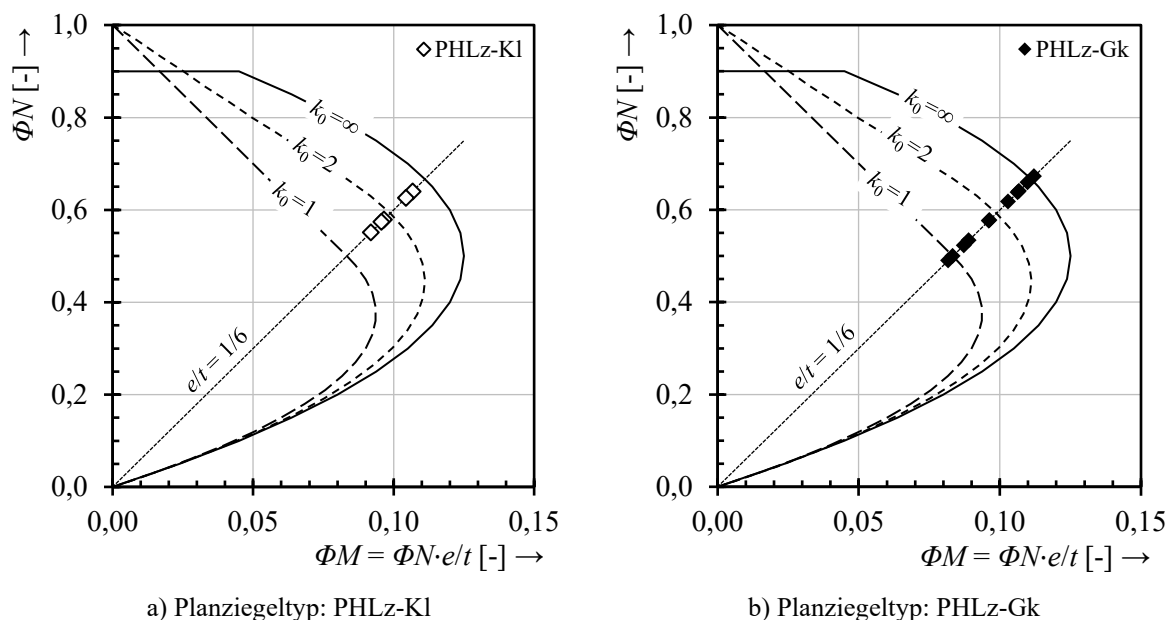 1,0
0,8
0,6
0,4
0,2
0,0
ΦN [-] →
PHLz-Kl
k0=∞
k0=2
k0=1
e/t = 1/6
0,00
0,05
0,10
0,15
ΦM = ΦN·e/t [-] →
a) Planziegeltyp: PHLz-Kl
1,0
0,8
0,6
0,4
0,2
0,0
ΦN [-] →
PHLz-Gk
k0=∞
k0=2
k0=1
e/t = 1/6
0,00
0,05
0,10
0,15
ΦM = ΦN·e/t [-] →
b) Planziegeltyp: PHLz-Gk